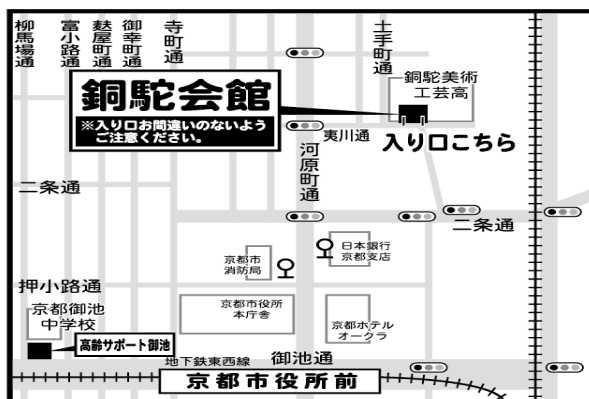 柳馬場通
富小路通
麩屋町通
御幸町通
寺町通
土手町通
銅駝美術
工芸高
銅駝会館
※入り口お間違いのないよう
ご注意ください。
夷川通
入り口こちら
河原町通
二条通
二条通
日本銀行
京都支店
京都市
消防局
押小路通
京都御池
中学校
京都市役所
本庁舎
京都ホテル
オークラ
高齢サポート御池
地下鉄東西線
御池通
京都市役所前